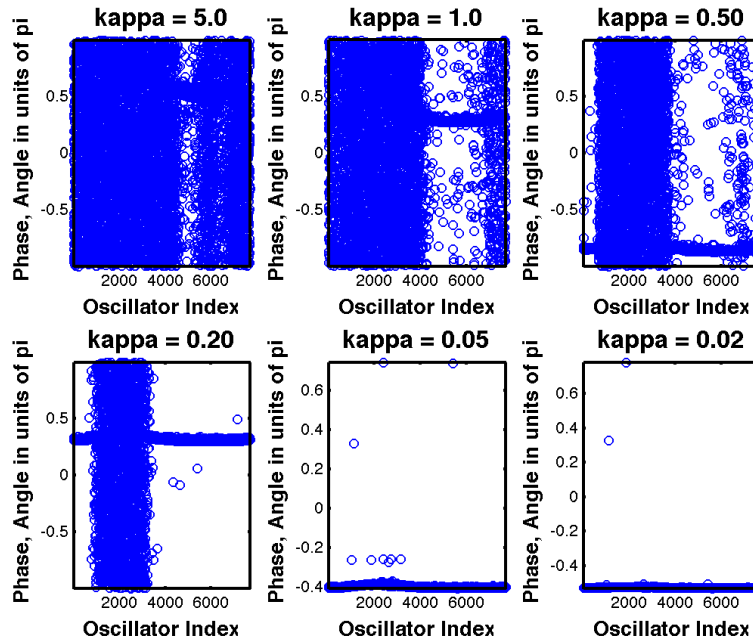 kappa = 5.0
Phase, Angle in units of pi
0.5
0
-0.5
2000 4000 6000
Oscillator Index
kappa = 1.0
Phase, Angle in units of pi
0.5
0
-0.5
2000 4000 6000
Oscillator Index
kappa = 0.50
Phase, Angle in units of pi
0.5
0
-0.5
2000 4000 6000
Oscillator Index
kappa = 0.20
Phase, Angle in units of pi
0.5
0
-0.5
2000 4000 6000
Oscillator Index
kappa = 0.05
Phase, Angle in units of pi
0.6
0.4
0.2
0
-0.2
-0.4
2000 4000 6000
Oscillator Index
kappa = 0.02
Phase, Angle in units of pi
0.6
0.4
0.2
0
-0.2
-0.4
2000 4000 6000
Oscillator Index